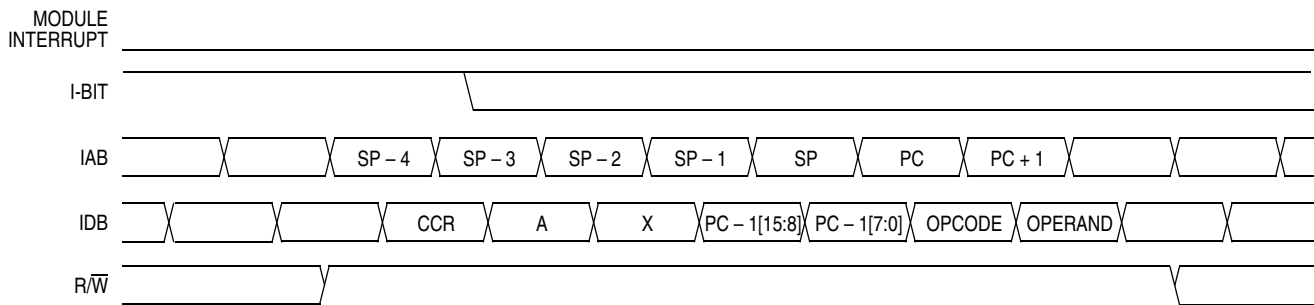 MODULE
INTERRUPT
I-BIT
IAB SP – 4 SP – 3 SP – 2 SP – 1 SP PC PC + 1
IDB CCR A X PC – 1[15:8] PC – 1[7:0] OPCODE OPERAND
R/W̅